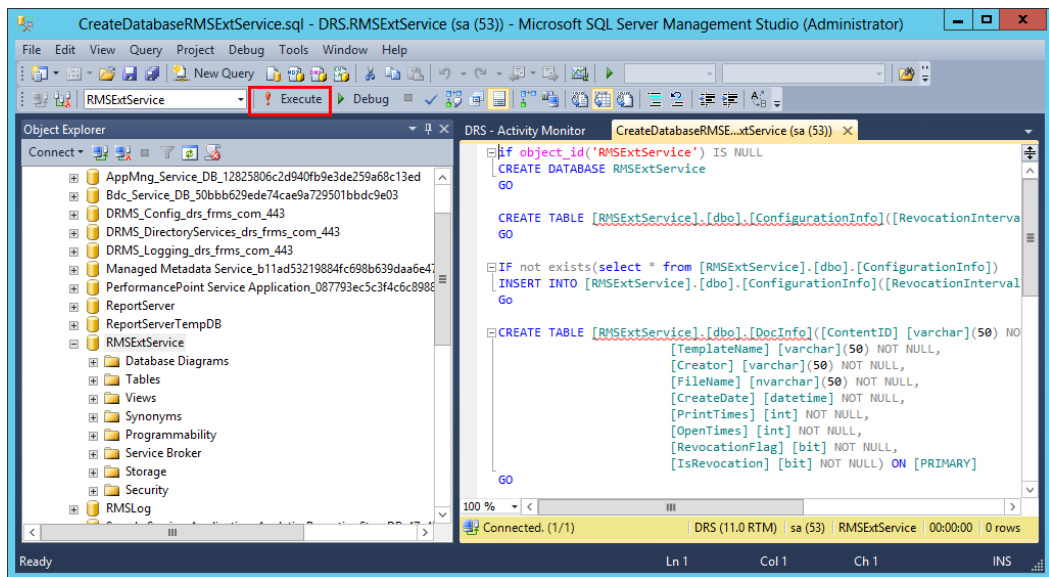 CreateDatabaseRMSExtService.sql - DRS.RMSExtService (sa (53)) - Microsoft SQL Server Management Studio (Administrator)
File Edit View Query Project Debug Tools Window Help
New Query
RMSExtService Execute Debug
Object Explorer
Connect
AppMng_Service_DB_12825806c2d940fb9e3de259a68c13ed
Bdc_Service_DB_50bbb629ede74cae9a729501bbdc9e03
DRMS_Config_drs_frms_com_443
DRMS_DirectoryServices_drs_frms_com_443
DRMS_Logging_drs_frms_com_443
Managed Metadata Service_b11ad53219884fc698b639daa6e47
PerformancePoint Service Application_087793ec5c3f4c6c8988
ReportServer
ReportServerTempDB
RMSExtService
Database Diagrams
Tables
Views
Synonyms
Programmability
Service Broker
Storage
Security
RMSLog
DRS - Activity Monitor CreateDatabaseRMSE...xtService (sa (53))
if object_id('RMSExtService') IS NULL
CREATE DATABASE RMSExtService
GO
CREATE TABLE [RMSExtService].[dbo].[ConfigurationInfo]([RevocationInterva
GO
IF not exists(select * from [RMSExtService].[dbo].[ConfigurationInfo])
INSERT INTO [RMSExtService].[dbo].[ConfigurationInfo]([RevocationInterval
Go
CREATE TABLE [RMSExtService].[dbo].[DocInfo]([ContentID] [varchar](50) NO
[TemplateName] [varchar](50) NOT NULL,
[Creator] [varchar](50) NOT NULL,
[FileName] [nvarchar](50) NOT NULL,
[CreateDate] [datetime] NOT NULL,
[PrintTimes] [int] NOT NULL,
[OpenTimes] [int] NOT NULL,
[RevocationFlag] [bit] NOT NULL,
[IsRevocation] [bit] NOT NULL) ON [PRIMARY]
GO
100 %
Connected. (1/1) DRS (11.0 RTM) sa (53) RMSExtService 00:00:00 0 rows
Ready Ln 1 Col 1 Ch 1 INS